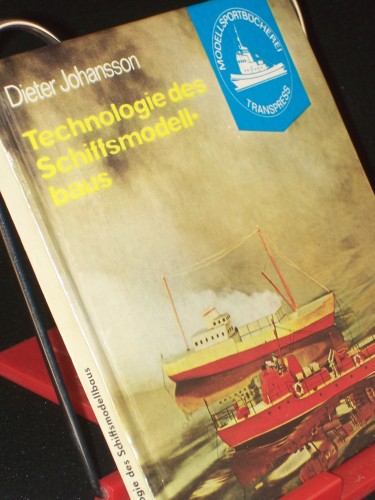 Dieter Johansson
Technologie des
Schiffsmodell-
baus
MODELLSPORTBÜCHEREI
TRANSPRESS
ogie des Schiffsmodellbaus